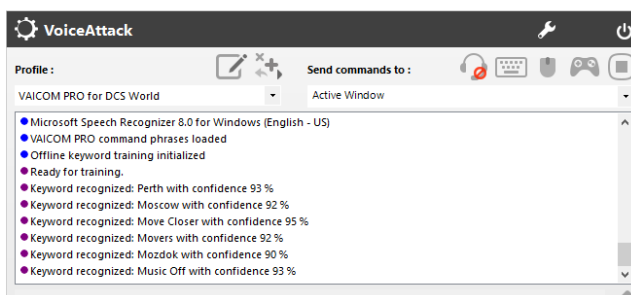 VoiceAttack
Profile :
Send commands to :
VAICOM PRO for DCS World
Active Window
Microsoft Speech Recognizer 8.0 for Windows (English - US)
VAICOM PRO command phrases loaded
Offline keyword training initialized
Ready for training.
Keyword recognized: Perth with confidence 93 %
Keyword recognized: Moscow with confidence 92 %
Keyword recognized: Move Closer with confidence 95 %
Keyword recognized: Movers with confidence 92 %
Keyword recognized: Mozdok with confidence 90 %
Keyword recognized: Music Off with confidence 93 %